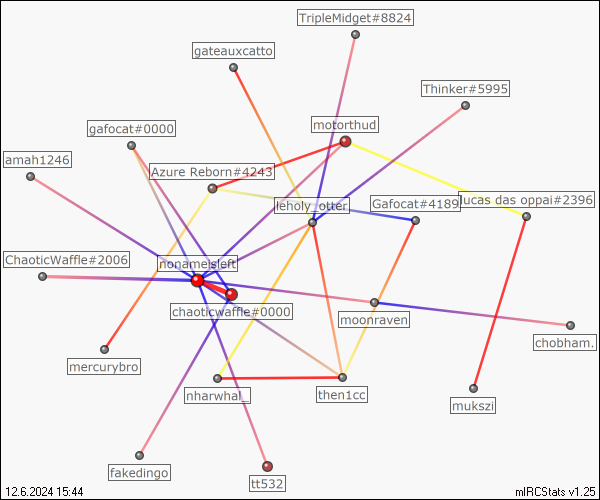 TripleMidget#8824
gateauxcatto
Thinker#5995
gafocat#0000
motorthud
amah1246
Azure Reborn#4243
leholy_otter
Gafocat#4189
lucas das oppai#2396
ChaoticWaffle#2006
nonameisleft
chaoticwaffle#0000
moonraven
chobham.
mercurybro
nharwhal_
then1cc
mukszi
fakedingo
tt532
12.6.2024 15:44
mIRCStats v1.25